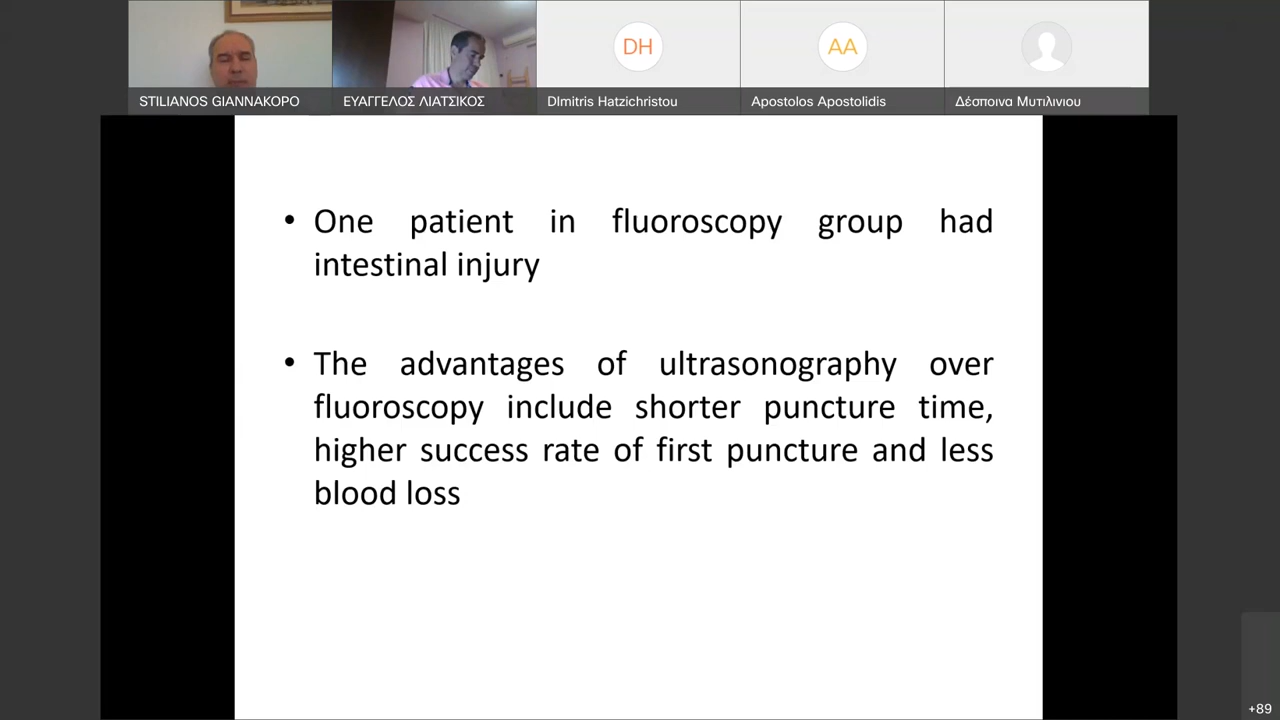 DH
AA
STILIANOS GIANNAKOPO
ΕΥΑΓΓΕΛΟΣ ΛΙΑΤΣΙΚΟΣ
DImitris Hatzichristou
Apostolos Apostolidis
Δέσποινα Μυτιλινιου
• One patient in fluoroscopy group had
intestinal injury
• The advantages of ultrasonography over
fluoroscopy include shorter puncture time,
higher success rate of first puncture and less
blood loss
+89